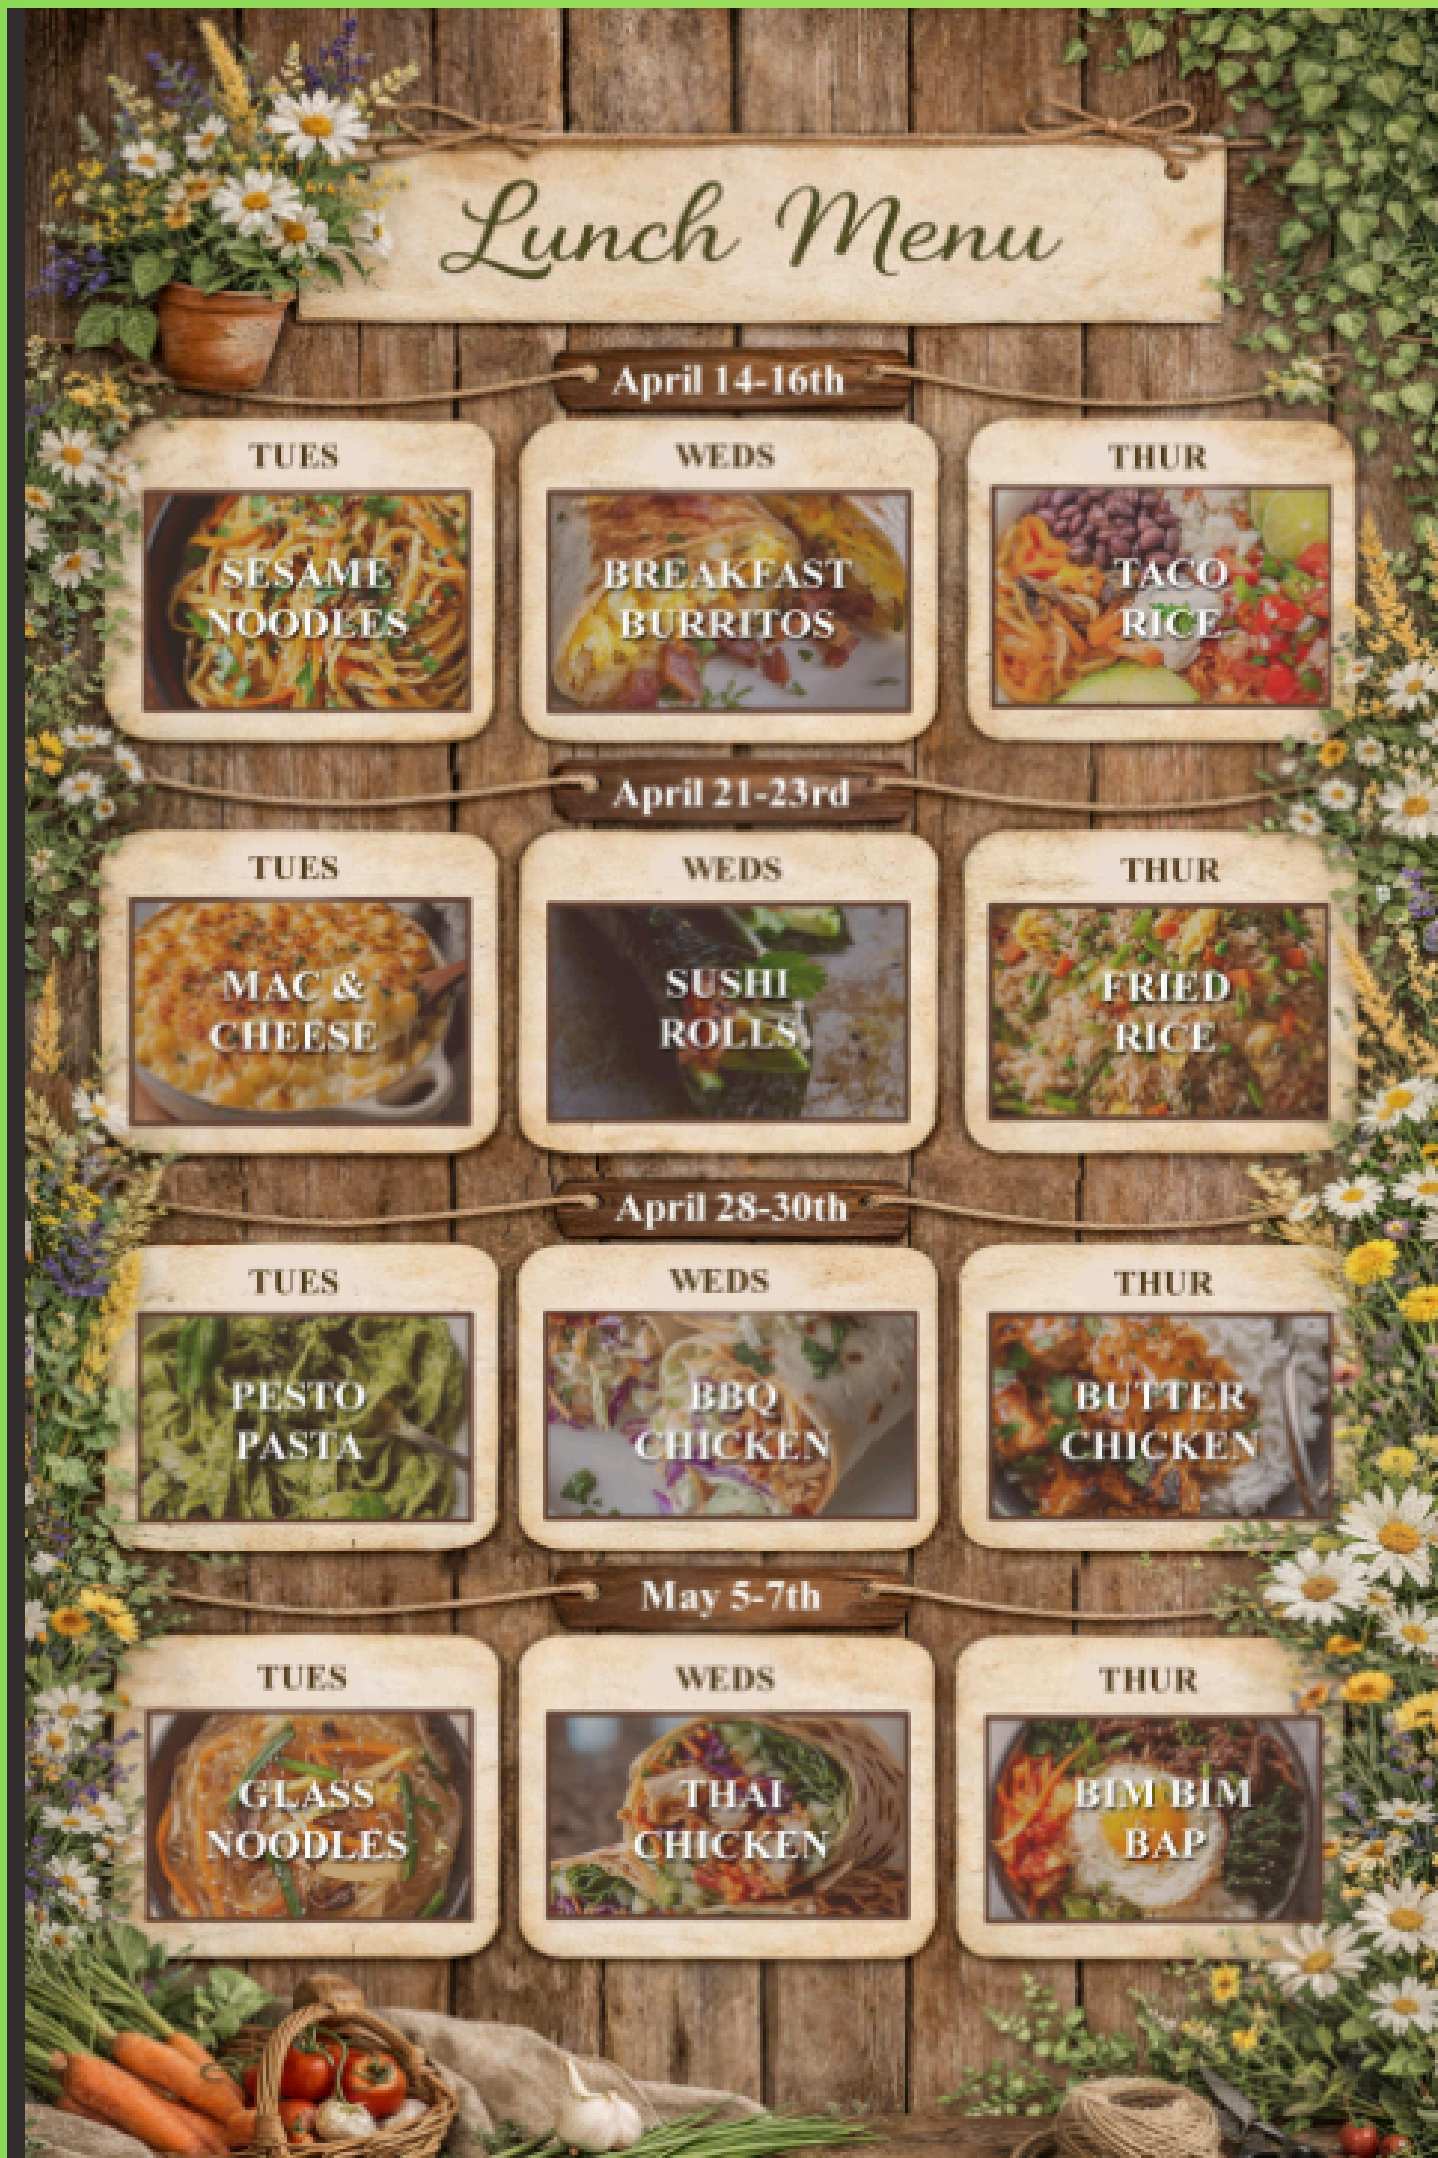 Lunch Menu
April 14-16th
TUES
WEDS
THUR
SESAME
NOODLES
BREAKFAST
BURRITOS
TACO
RICE
April 21-23rd
TUES
WEDS
THUR
MAC &
CHEESE
SUSHI
ROLLS
FRIED
RICE
April 28-30th
TUES
WEDS
THUR
PESTO
PASTA
BBQ
CHICKEN
BUTTER
CHICKEN
May 5-7th
TUES
WEDS
THUR
GLASS
NOODLES
THAI
CHICKEN
BIM BIM
BAP